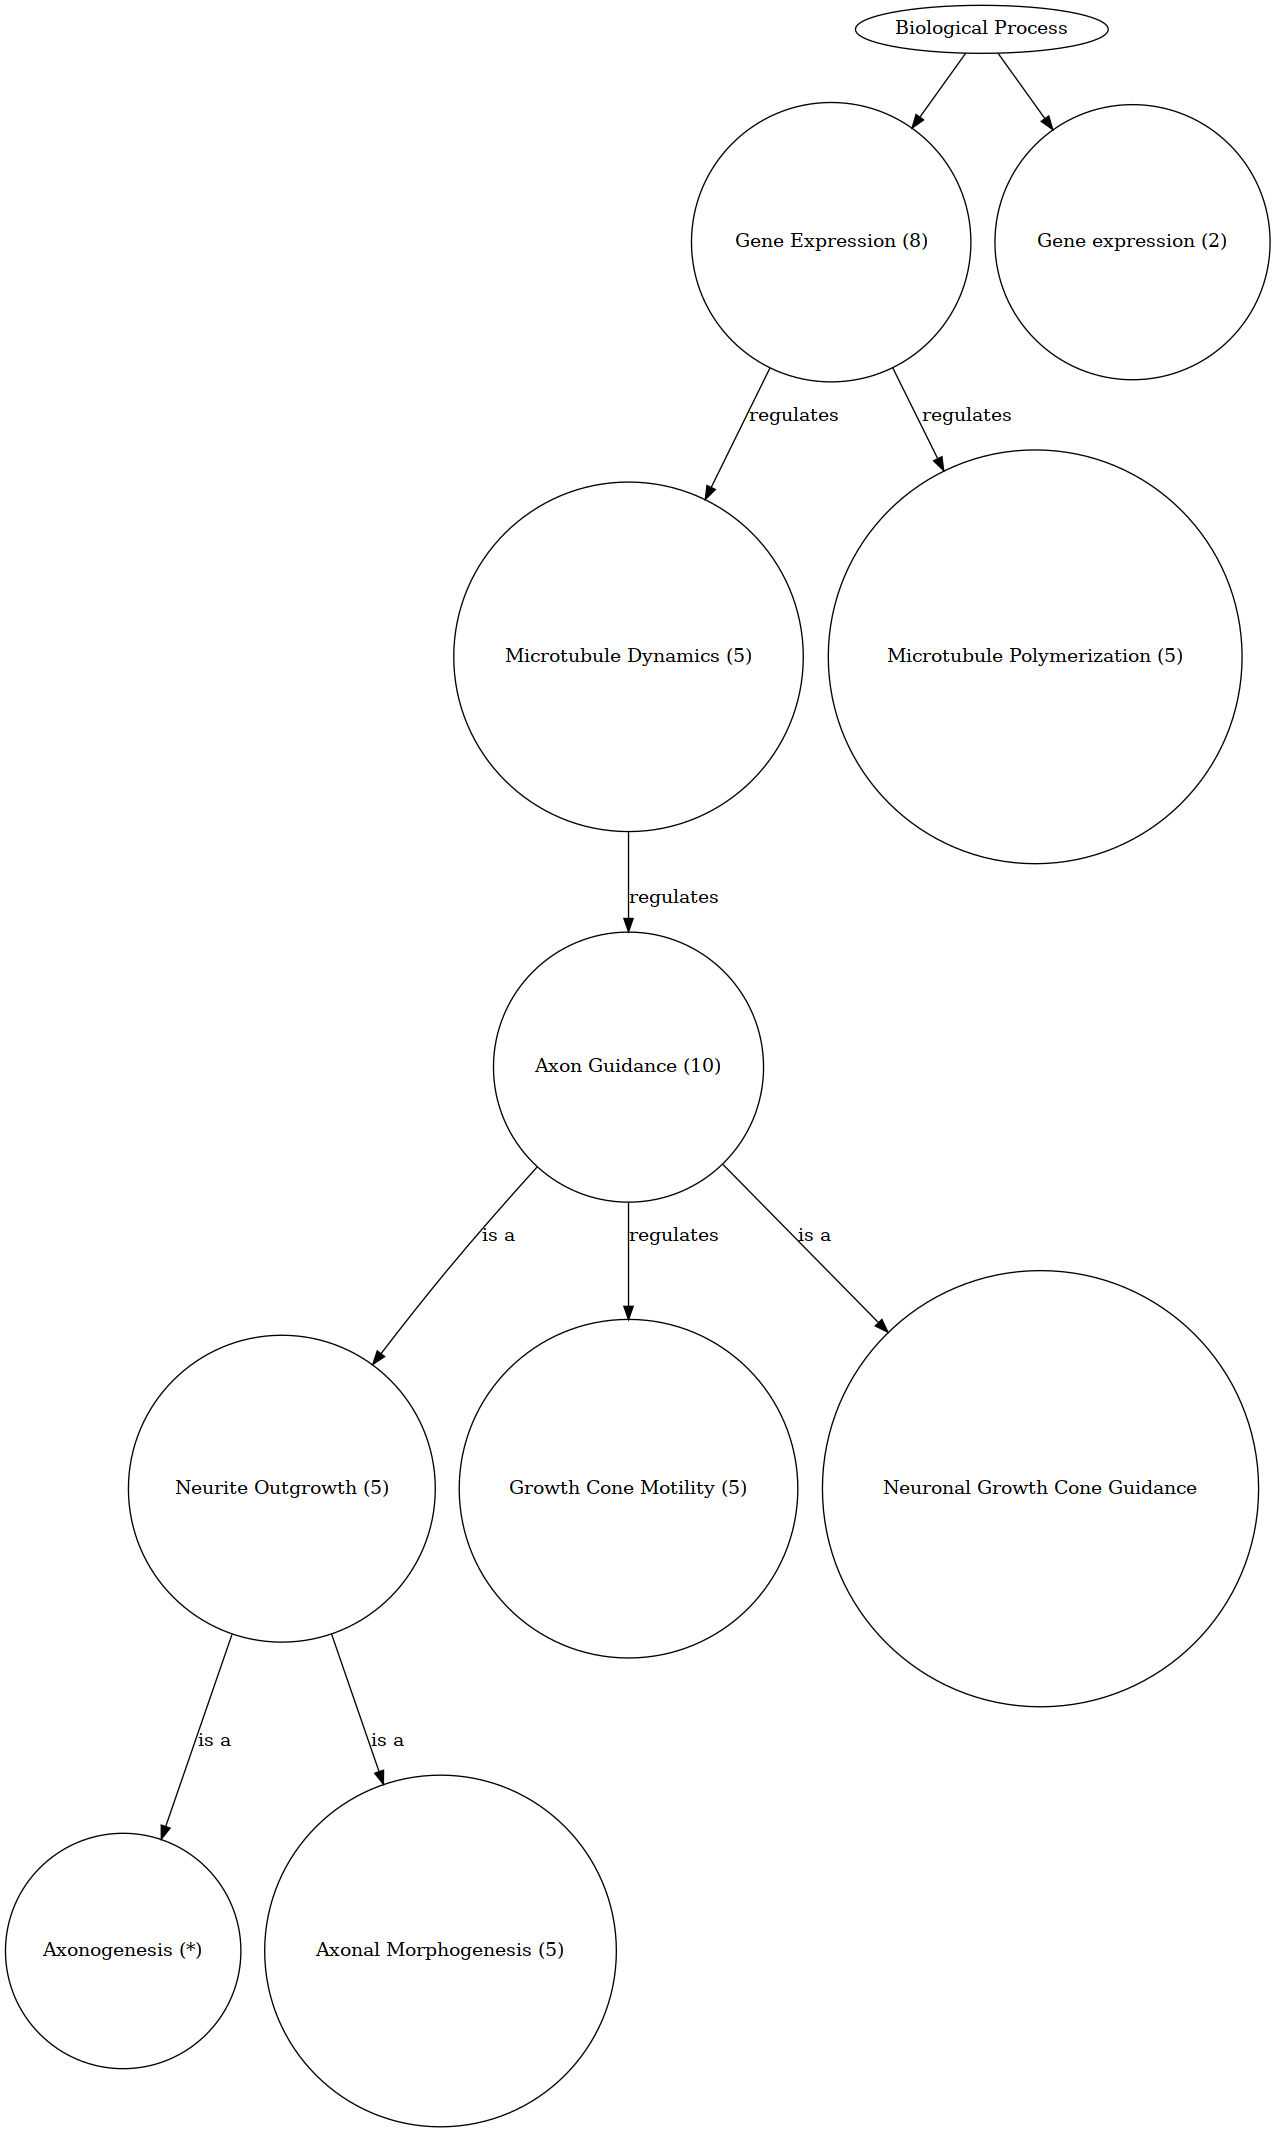 Biological Process
Gene Expression (8)
Gene expression (2)
regulates
regulates
Microtubule Dynamics (5)
Microtubule Polymerization (5)
regulates
Axon Guidance (10)
is a
regulates
is a
Neurite Outgrowth (5)
Growth Cone Motility (5)
Neuronal Growth Cone Guidance
is a
is a
Axonogenesis (*)
Axonal Morphogenesis (5)